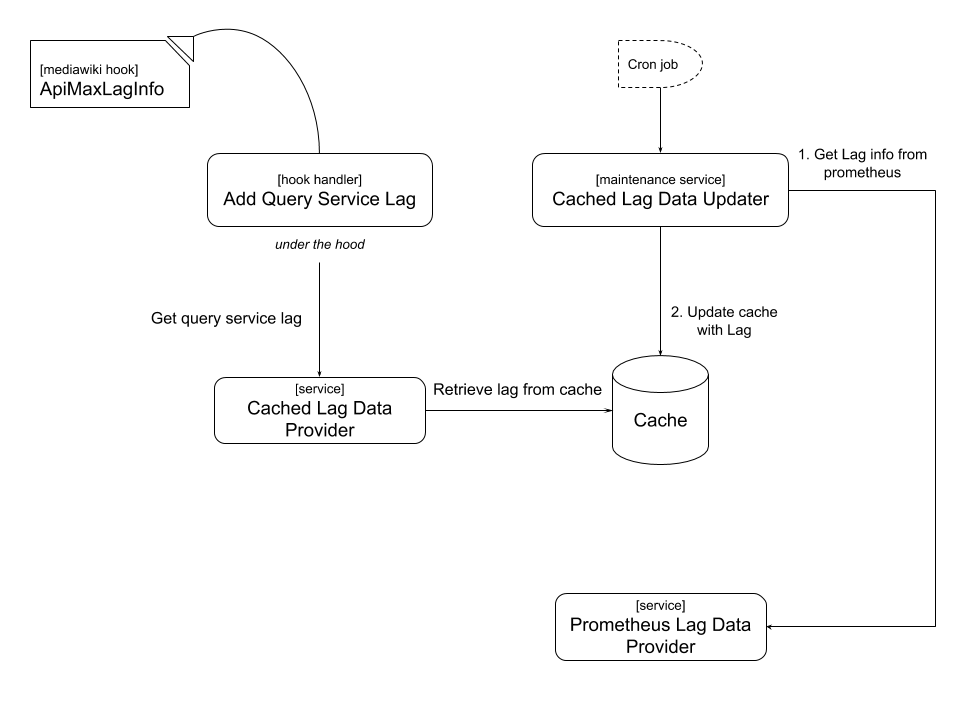 [mediawiki hook]
ApiMaxLagInfo
Cron job
[hook handler]
Add Query Service Lag
under the hood
[maintenance service]
Cached Lag Data Updater
1. Get Lag info from
prometheus
Get query service lag
2. Update cache
with Lag
[service]
Cached Lag Data
Provider
Retrieve lag from cache
Cache
[service]
Prometheus Lag Data
Provider